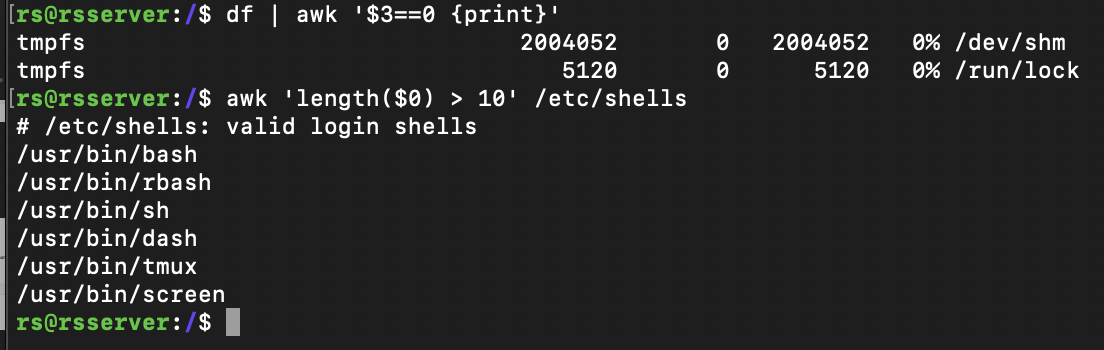 [rs@rsserver:/$ df | awk '$3==0 {print}'
tmpfs 2004052 0 2004052 0% /dev/shm
tmpfs 5120 0 5120 0% /run/lock
[rs@rsserver:/$ awk 'length($0) > 10' /etc/shells
# /etc/shells: valid login shells
/usr/bin/bash
/usr/bin/rbash
/usr/bin/sh
/usr/bin/dash
/usr/bin/tmux
/usr/bin/screen
rs@rsserver:/$